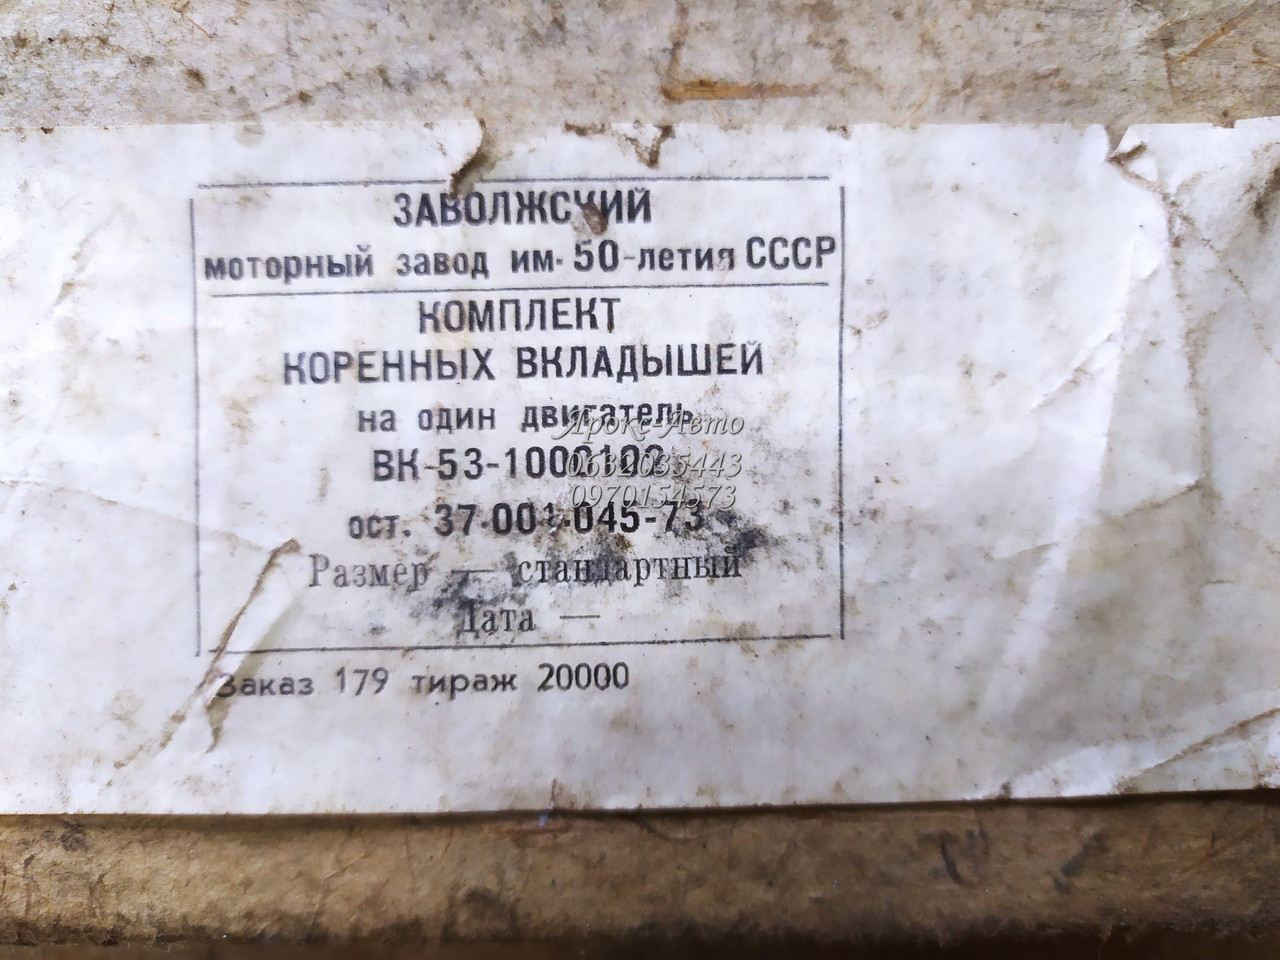 ЗАВОЛЖСКИЙ
моторный завод им. 50-летия СССР
КОМПЛЕКТ
КОРЕННЫХ ВКЛАДЫШЕЙ
на один двигатель
Арокс-Авто
ВК-53-1000102
0632035443
0970154573
ост. 37.001.045-73
Размер — стандартный
Дата —
Заказ 179 тираж 20000